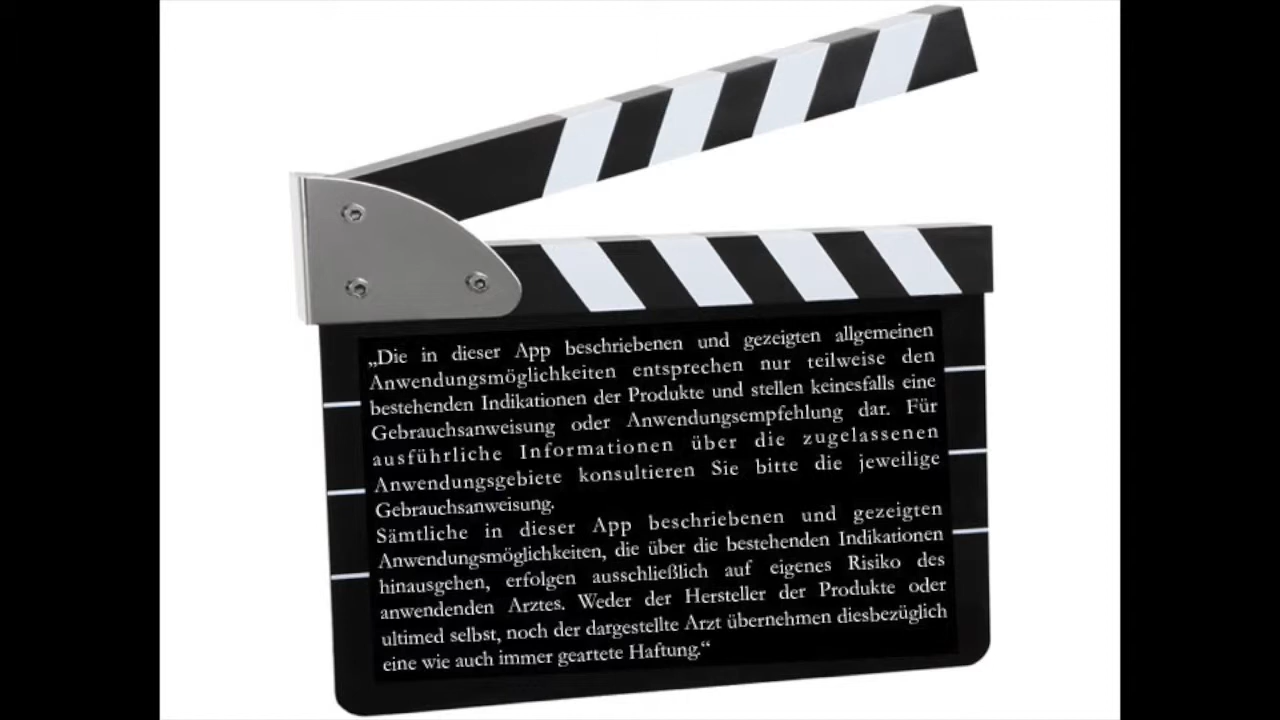 „Die in dieser App beschriebenen und gezeigten allgemeinen
Anwendungsmöglichkeiten entsprechen nur teilweise den
bestehenden Indikationen der Produkte und stellen keinesfalls eine
Gebrauchsanweisung oder Anwendungsempfehlung dar. Für
ausführliche Informationen über die zugelassenen
Anwendungsgebiete konsultieren Sie bitte die jeweilige
Gebrauchsanweisung.
Sämtliche in dieser App beschriebenen und gezeigten
Anwendungsmöglichkeiten, die über die bestehenden Indikationen
hinausgehen, erfolgen ausschließlich auf eigenes Risiko des
anwendenden Arztes. Weder der Hersteller der Produkte oder
ultimed selbst, noch der dargestellte Arzt übernehmen diesbezüglich
eine wie auch immer geartete Haftung.“